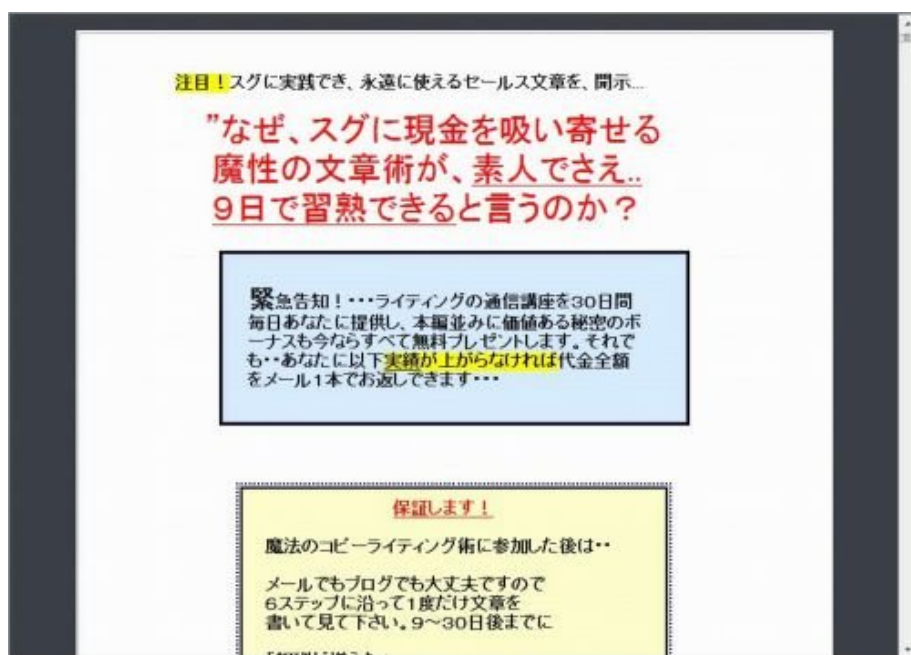 注目！スグに実践でき、永遠に使えるセールス文章を、開示...
”なぜ、スグに現金を吸い寄せる
魔性の文章術が、素人でさえ..
９日で習熟できると言うのか？
緊急告知！・・・ライティングの通信講座を30日間
毎日あなたに提供し、本編並みに価値ある秘密のボ
ーナスも今ならすべて無料プレゼントします。それで
も・・あなたに以下実績が上がらなければ代金全額
をメール１本でお返しできます・・・
保証します！
魔法のコピーライティング術に参加した後は・・
メールでもブログでも大丈夫ですので
６ステップに沿って１度だけ文章を
書いて見て下さい。９～30日後までに